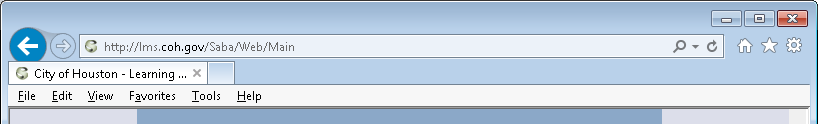 http://lms.coh.gov/Saba/Web/Main
City of Houston - Learning ...
File Edit View Favorites Tools Help